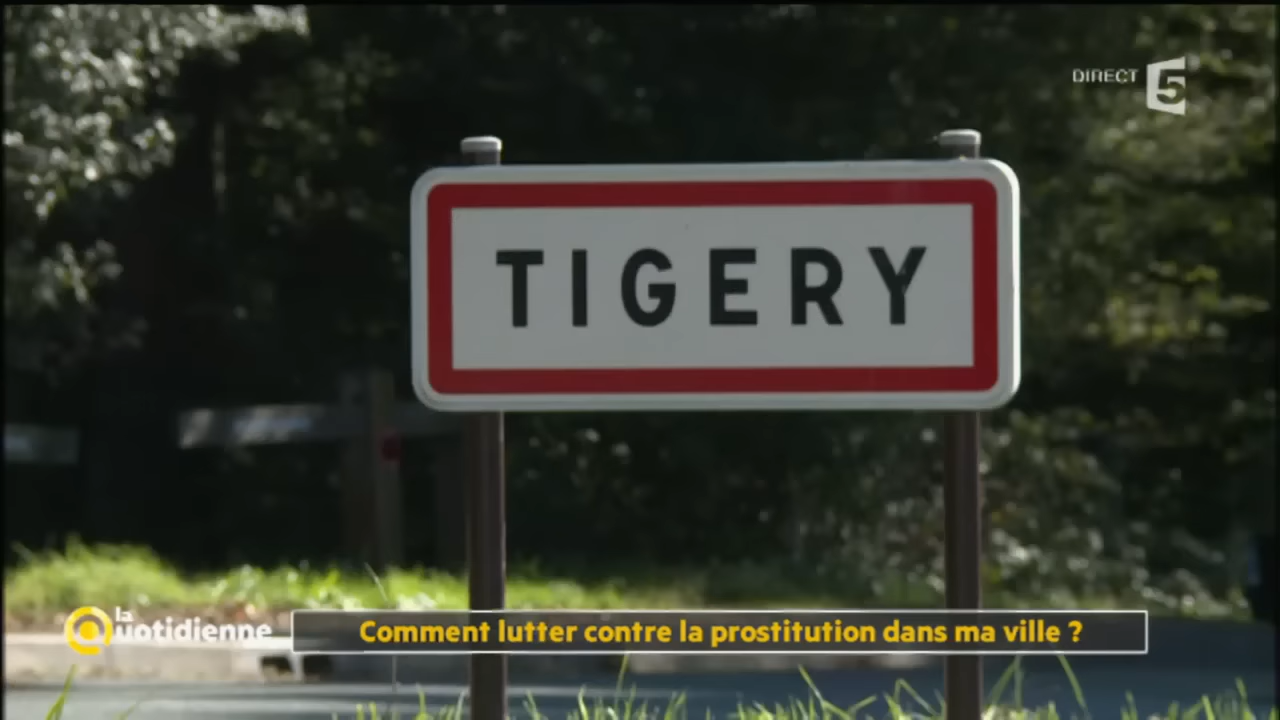 DIRECT 5
TIGERY
la
Quotidienne
Comment lutter contre la prostitution dans ma ville ?